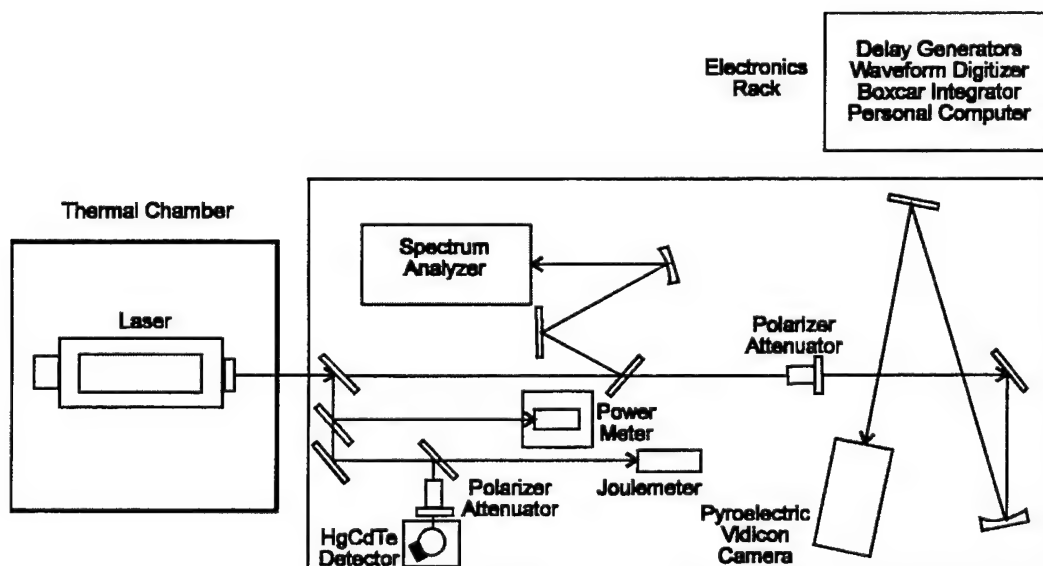 Electronics
Rack
Delay Generators
Waveform Digitizer
Boxcar Integrator
Personal Computer
Thermal Chamber
Laser
Spectrum
Analyzer
Polarizer
Attenuator
Power
Meter
Joulemeter
Polarizer
Attenuator
HgCdTe
Detector
Pyroelectric
Vidicon
Camera